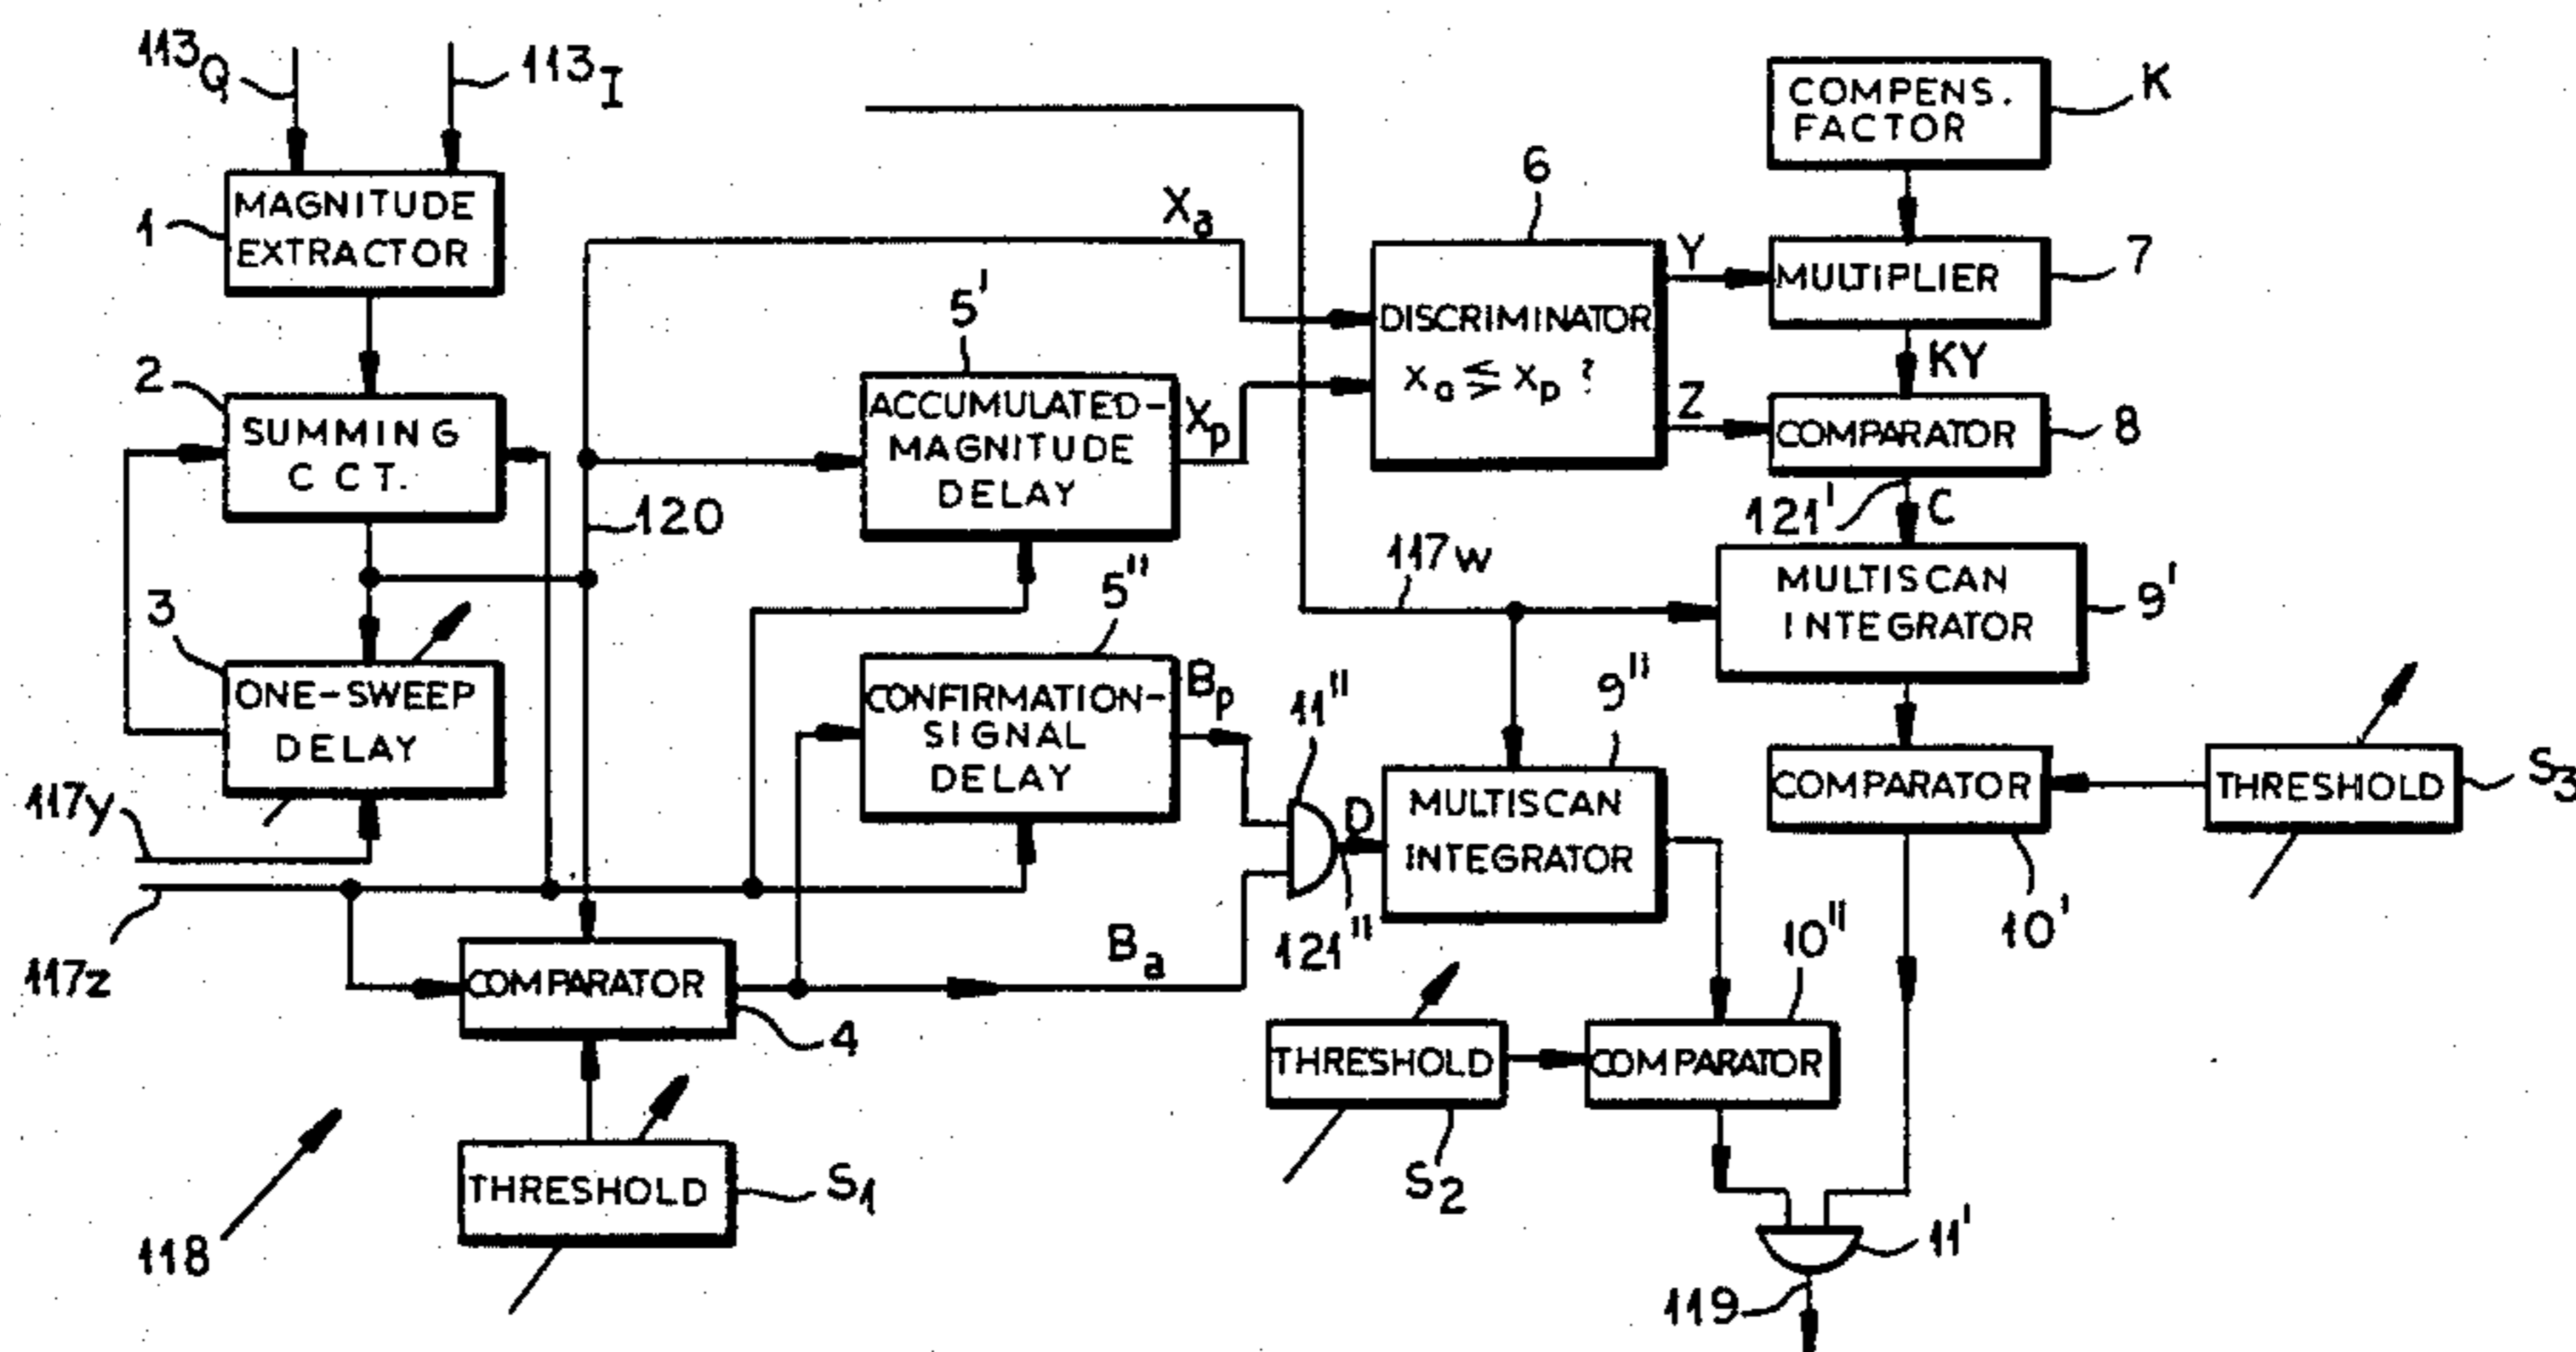 113Q
113I
1
MAGNITUDE
EXTRACTOR
2
SUMMING
CCT.
3
ONE-SWEEP
DELAY
117y
117z
118
120
COMPARATOR
4
THRESHOLD
S1
Xa
5'
ACCUMULATED-
MAGNITUDE
DELAY
Xp
5"
CONFIRMATION-
SIGNAL
DELAY
Bp
Ba
11"
D
121"
6
DISCRIMINATOR
Xa ≦ > Xp ?
Y
Z
COMPENS.
FACTOR
K
MULTIPLIER
7
KY
COMPARATOR
8
121'
C
117w
MULTISCAN
INTEGRATOR
9'
9"
MULTISCAN
INTEGRATOR
COMPARATOR
10'
THRESHOLD
S3
10"
THRESHOLD
S2
COMPARATOR
11'
119